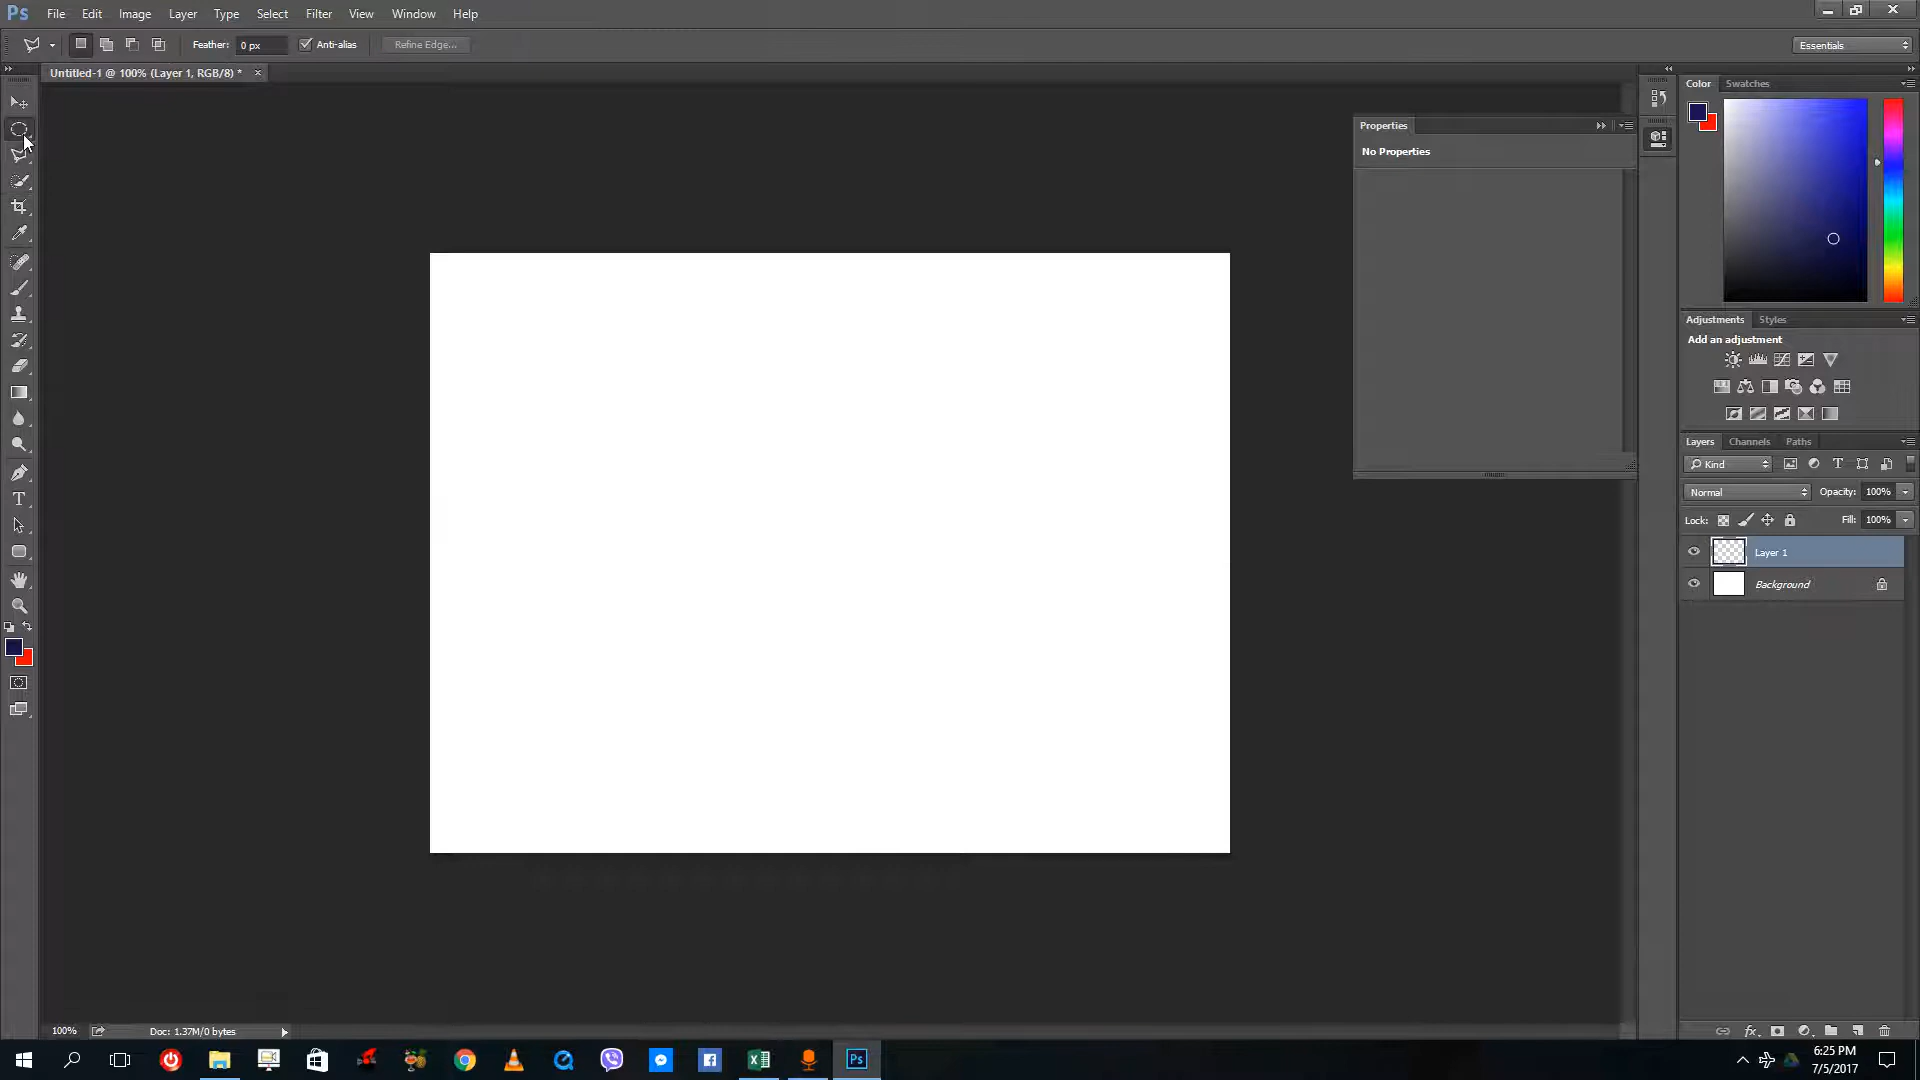 Ps File Edit Image Layer Type Select Filter View Window Help
Feather: 0 px Anti-alias Refine Edge... Essentials
Untitled-1 @ 100% (Layer 1, RGB/8) *
Color Swatches
Properties
No Properties
Adjustments Styles
Add an adjustment
Layers Channels Paths
Kind
Normal Opacity: 100%
Lock: Fill: 100%
Layer 1
Background
100% Doc: 1.37M/0 bytes
6:25 PM
7/5/2017